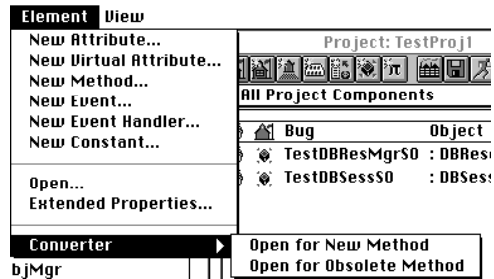 Element View
New Attribute...
New Virtual Attribute...
New Method...
New Event...
New Event Handler...
New Constant...
Open...
Extended Properties...
Converter
Open for New Method
Open for Obsolete Method
Project: TestProj1
All Project Components
Bug Object
TestDBResMgrSO : DBRes
TestDBSessSO : DBSess
bjMgr